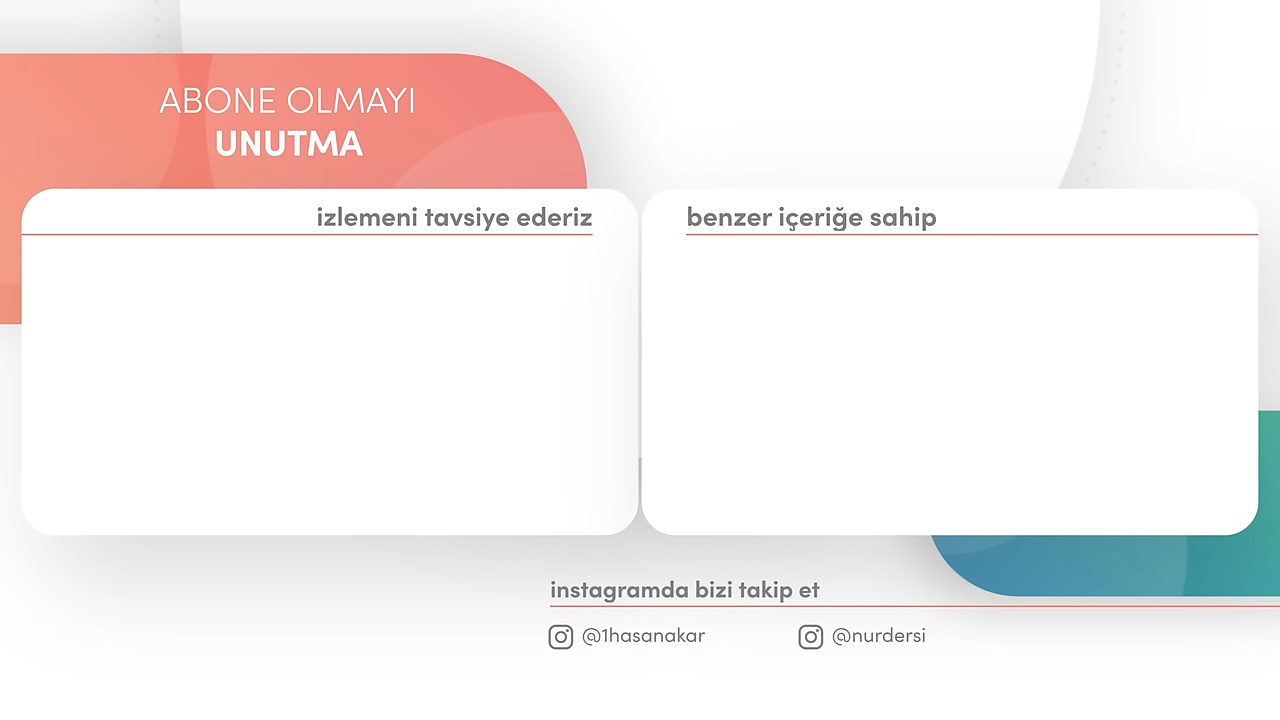 ABONE OLMAYI
UNUTMA
izlemeni tavsiye ederiz
benzer içeriğe sahip
instagramda bizi takip et
@1hasanakar
@nurdersi